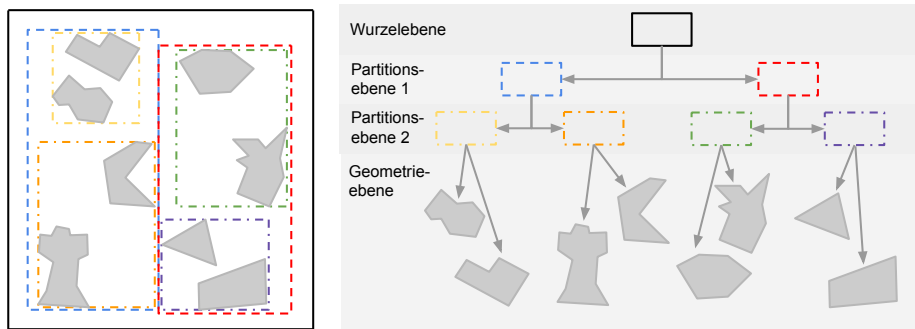 Wurzelebene
Partitions-
ebene 1
Partitions-
ebene 2
Geometrie-
ebene